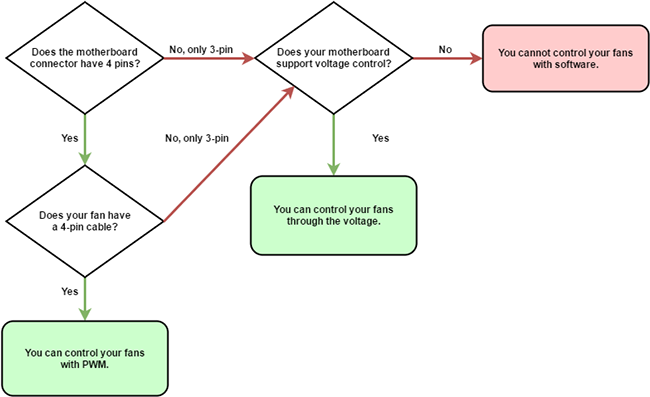 Does the motherboard
connector have 4 pins?
No, only 3-pin
Does your motherboard
support voltage control?
No
You cannot control your fans
with software.
Yes
No, only 3-pin
Yes
Does your fan have
a 4-pin cable?
You can control your fans
through the voltage.
Yes
You can control your fans
with PWM.